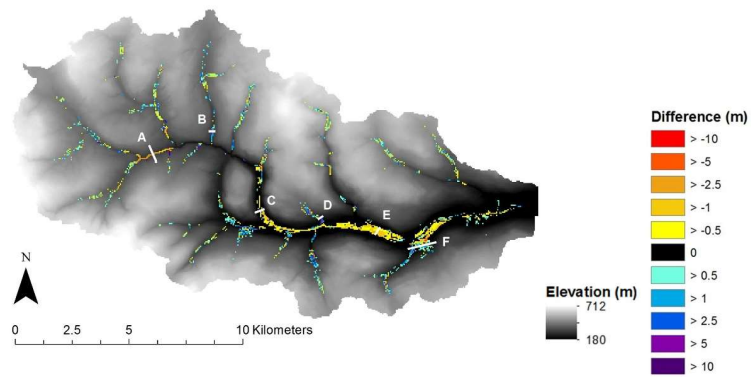 A
B
C
D
E
F
N
0 2.5 5 10 Kilometers
Elevation (m)
712
180
Difference (m)
> -10
> -5
> -2.5
> -1
> -0.5
0
> 0.5
> 1
> 2.5
> 5
> 10